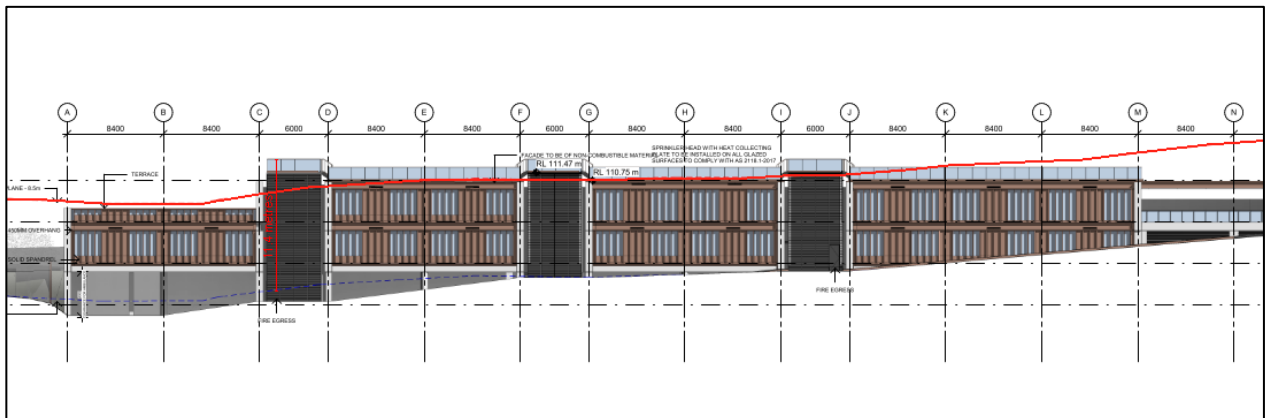 A B C D E F G H I J K L M N
8400 8400 6000 8400 8400 6000 8400 8400 6000 8400 8400 8400 8400
FACADE TO BE OF NON-COMBUSTIBLE MATERIAL
SPRINKLER HEAD WITH HEAT COLLECTING
PLATE TO BE INSTALLED ON ALL GLAZED
SURFACES TO COMPLY WITH AS 2118.1-2017
RL 111.47 m
RL 110.75 m
TERRACE
PLANE - 8.5m
450MM OVERHANG
SOLID SPANDREL
FIRE EGRESS
FIRE EGRESS